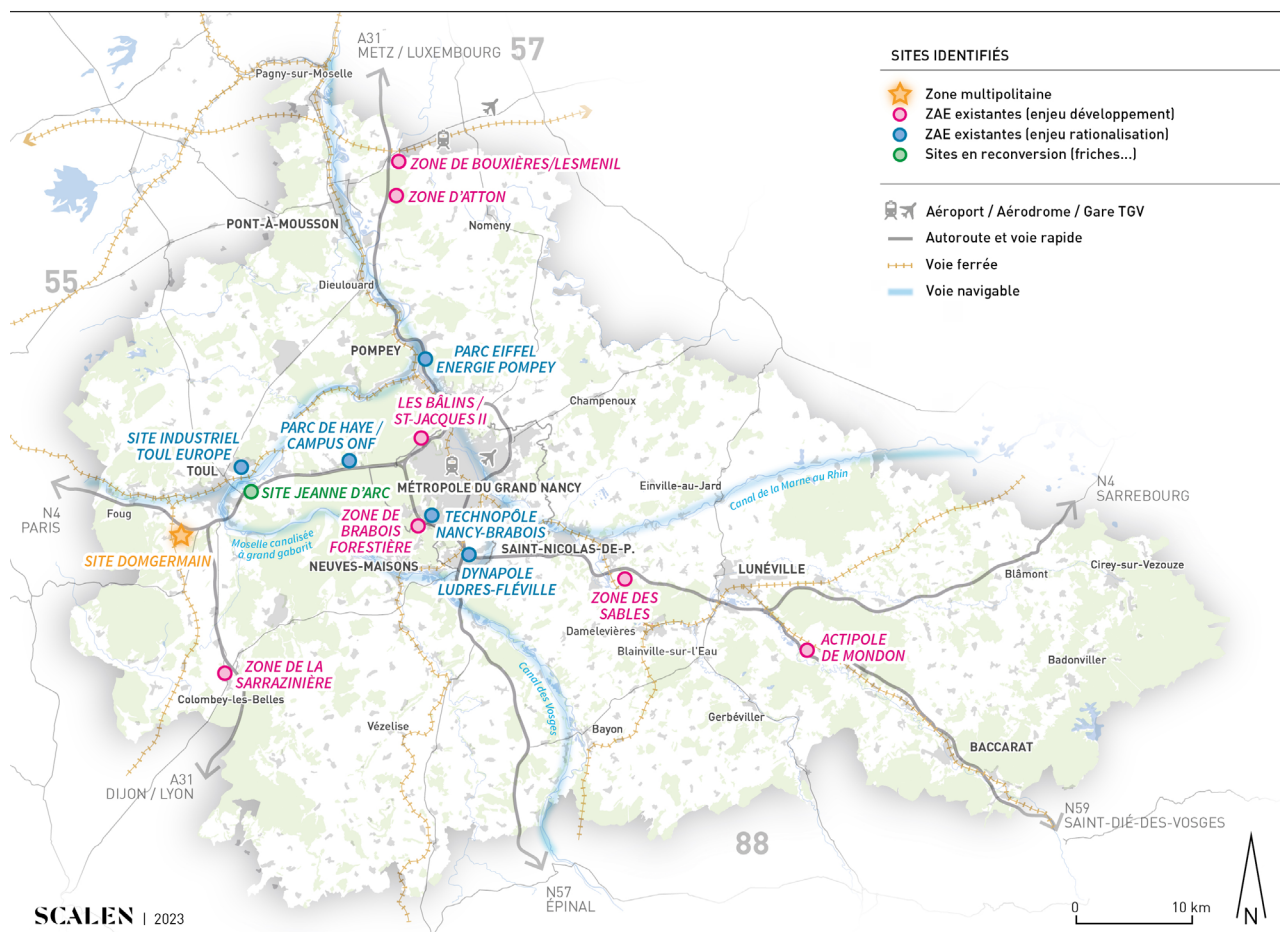 A31
METZ / LUXEMBOURG
57
Pagny-sur-Moselle
SITES IDENTIFIÉS
Zone multipolitaine
ZAE existantes (enjeu développement)
ZAE existantes (enjeu rationalisation)
Sites en reconversion (friches...)
Aéroport / Aérodrome / Gare TGV
Autoroute et voie rapide
Voie ferrée
Voie navigable
ZONE DE BOUXIÈRES/LESMENIL
ZONE D'ATTON
PONT-À-MOUSSON
Nomeny
55
Dieulouard
POMPEY
PARC EIFFEL
ENERGIE POMPEY
LES BÂLINS /
ST-JACQUES II
Champenoux
PARC DE HAYE /
CAMPUS ONF
SITE INDUSTRIEL
TOUL EUROPE
TOUL
SITE JEANNE D'ARC
MÉTROPOLE DU GRAND NANCY
Einville-au-Jard
Canal de la Marne au Rhin
N4
SARREBOURG
N4
PARIS
Foug
ZONE DE
BRABOIS
FORESTIÈRE
TECHNOPÔLE
NANCY-BRABOIS
Moselle canalisée
à grand gabarit
SITE DOMGERMAIN
SAINT-NICOLAS-DE-P.
NEUVES-MAISONS
DYNAPOLE
LUDRES-FLÉVILLE
LUNÉVILLE
Blâmont
Cirey-sur-Vezouze
ZONE DES
SABLES
Damelevières
Blainville-sur-l'Eau
ACTIPOLE
DE MONDON
Badonviller
ZONE DE LA
SARRAZINIÈRE
Colombey-les-Belles
Canal des Vosges
Vézelise
Bayon
Gerbéviller
BACCARAT
A31
DIJON / LYON
N59
SAINT-DIÉ-DES-VOSGES
88
N57
ÉPINAL
SCALEN | 2023
0 10 km
N